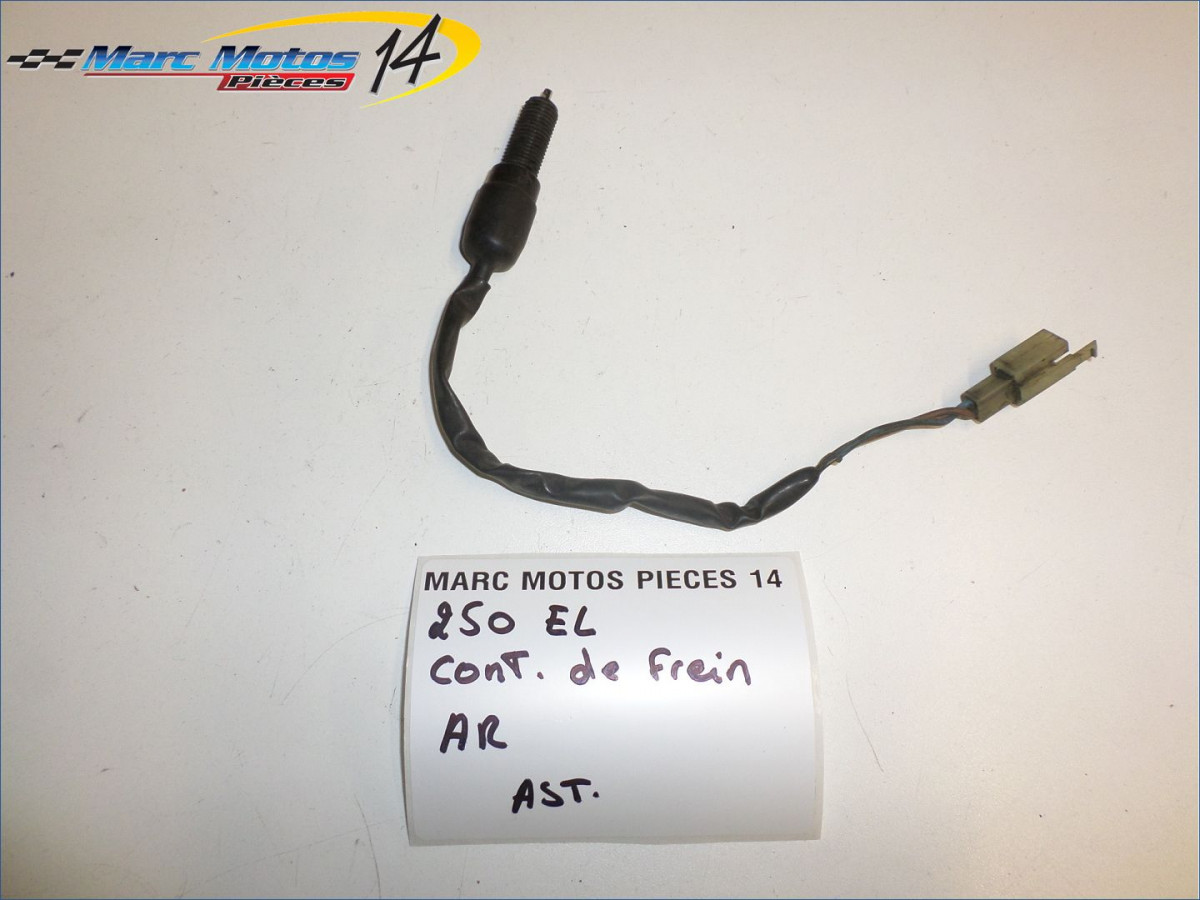 Marc Motos 14
Pièces
MARC MOTOS PIECES 14
250 EL
Cont. de Frein
AR
AST.